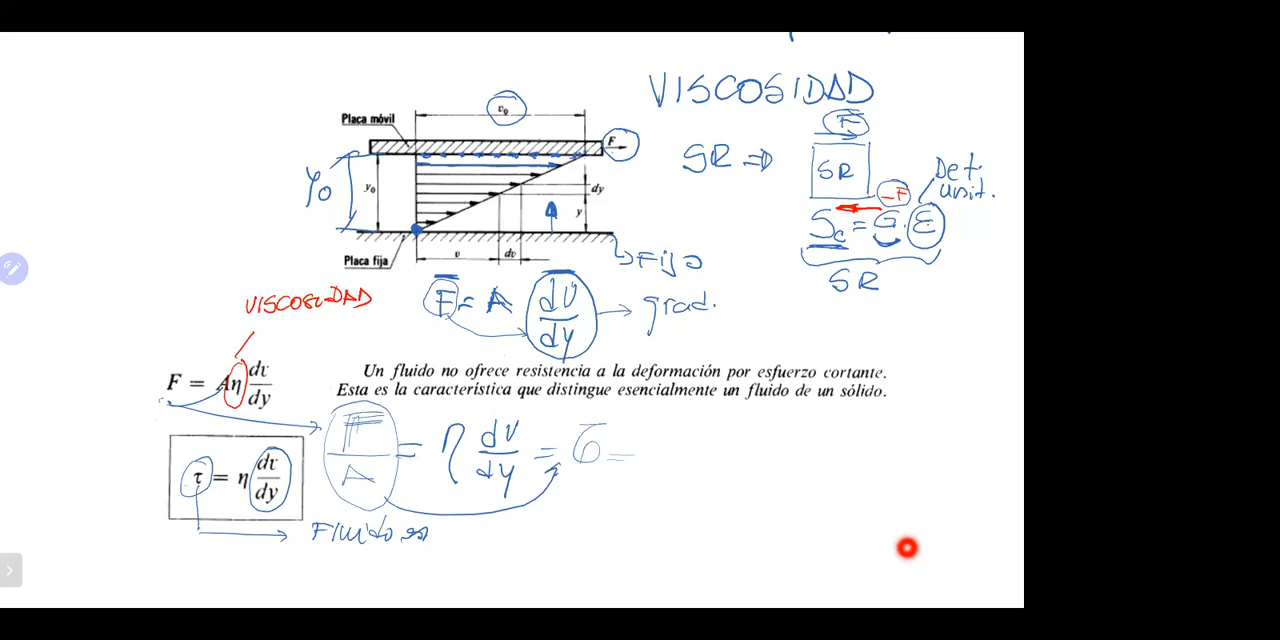 VISCOSIDAD
v₀
Placa móvil
F
F
SR ⇒
SR
Y₀
y₀
dy
y
-F
Def. unit.
Sc = G · ε
SR
Placa fija
v
dv
Fijo
VISCOSIDAD
F = A dv/dy → grad.
F = Aη dv/dy
Un fluido no ofrece resistencia a la deformación por esfuerzo cortante.
Esta es la característica que distingue esencialmente un fluido de un sólido.
F/A = η dv/dy = τ =
τ = η dv/dy
Fluido